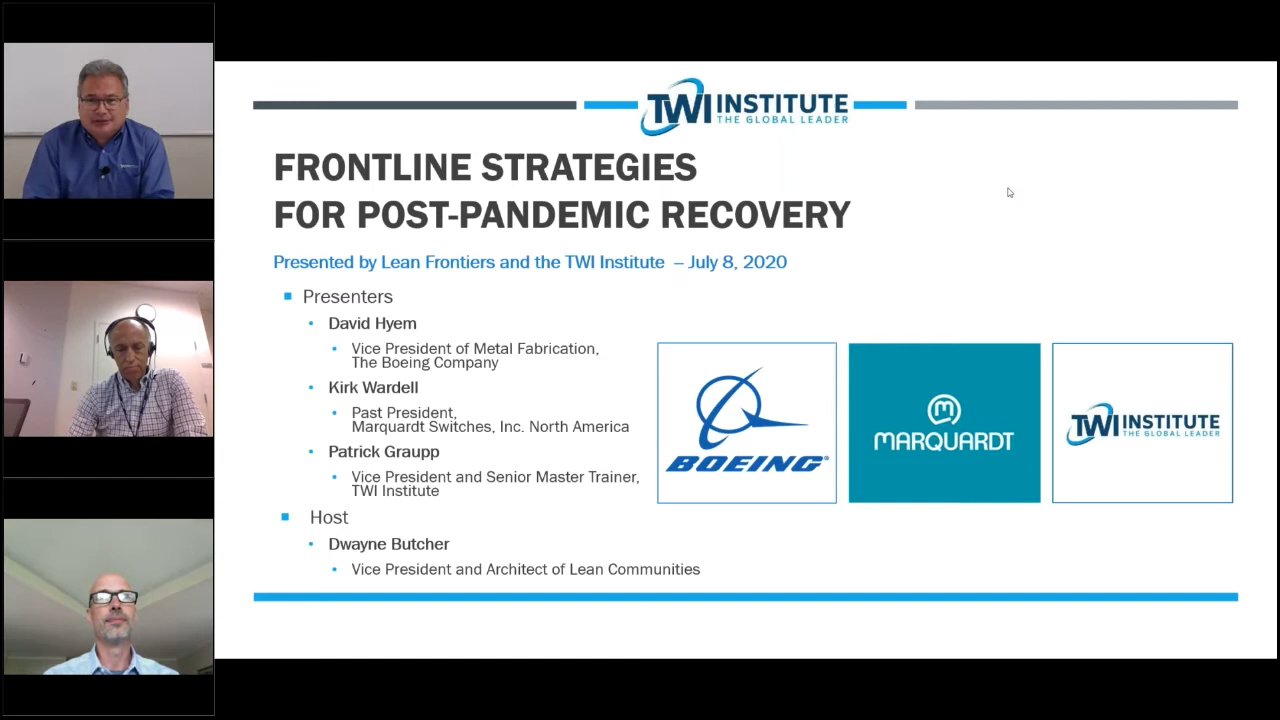 TWI INSTITUTE
THE GLOBAL LEADER
FRONTLINE STRATEGIES
FOR POST-PANDEMIC RECOVERY
Presented by Lean Frontiers and the TWI Institute – July 8, 2020
Presenters
David Hyem
Vice President of Metal Fabrication,
The Boeing Company
Kirk Wardell
Past President,
Marquardt Switches, Inc. North America
Patrick Graupp
Vice President and Senior Master Trainer,
TWI Institute
Host
Dwayne Butcher
Vice President and Architect of Lean Communities
BOEING®
MARQUARDT
TWI INSTITUTE
THE GLOBAL LEADER